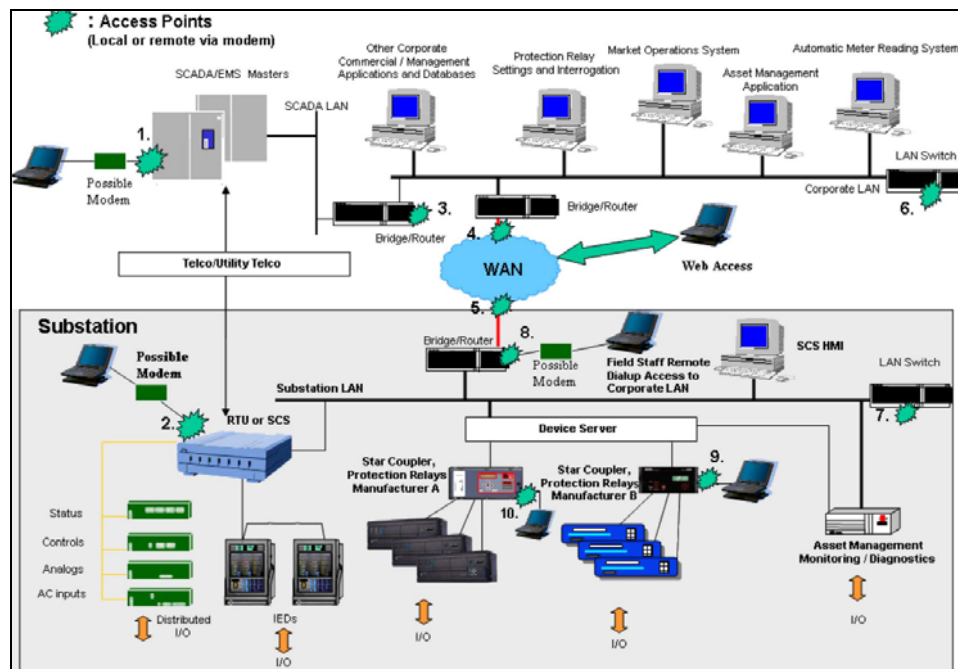 : Access Points
(Local or remote via modem)
SCADA/EMS Masters
Other Corporate
Commercial / Management
Applications and Databases
Protection Relay
Settings and Interrogation
Market Operations System
Automatic Meter Reading System
Asset Management
Application
SCADA LAN
1.
Possible
Modem
LAN Switch
Corporate LAN
6.
3.
Bridge/Router
Bridge/Router
4.
WAN
Web Access
Telco/Utility Telco
5.
Substation
Bridge/Router
8.
Possible
Modem
Field Staff Remote
Dialup Access to
Corporate LAN
SCS HMI
LAN Switch
7.
Possible
Modem
2.
RTU or SCS
Substation LAN
Device Server
Star Coupler,
Protection Relays
Manufacturer A
10.
Star Coupler,
Protection Relays
Manufacturer B
9.
Asset Management
Monitoring / Diagnostics
Status
Controls
Analogs
AC inputs
Distributed
I/O
IEDs
I/O
I/O
I/O
I/O